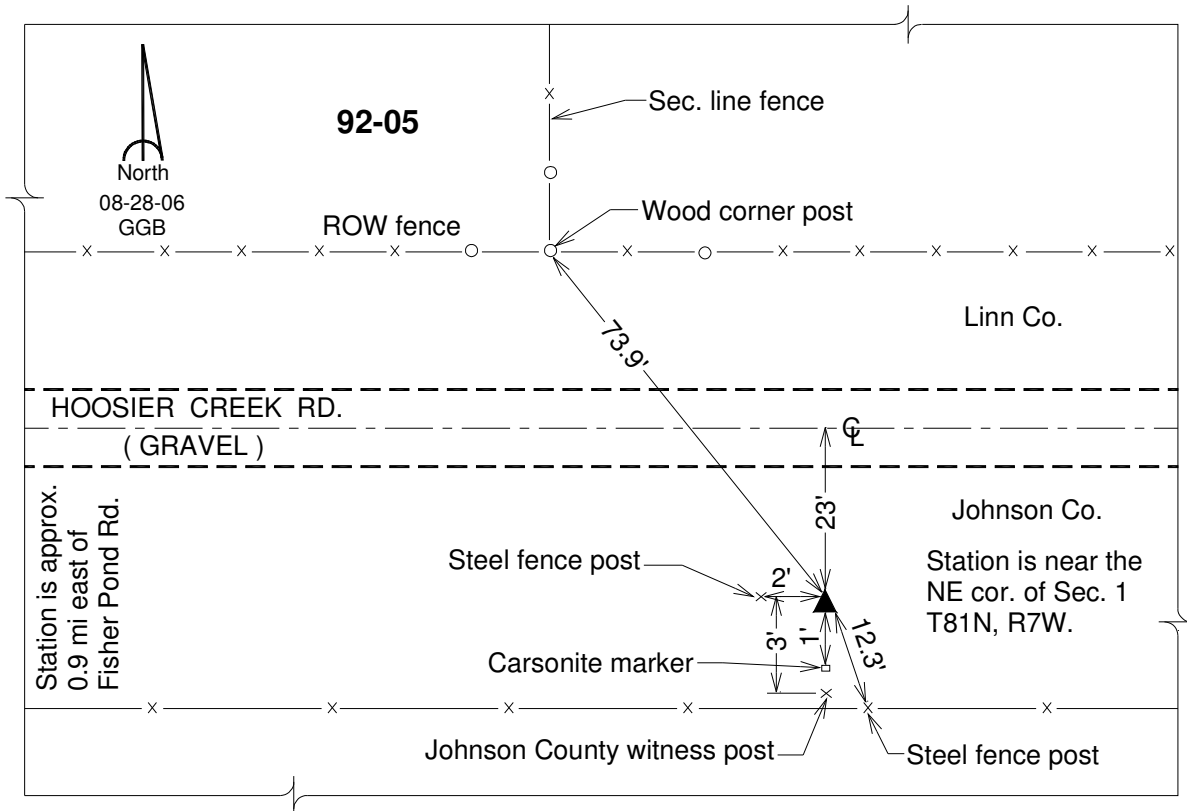 92-05
Sec. line fence
North
08-28-06
GGB
ROW fence
Wood corner post
Linn Co.
73.9'
HOOSIER CREEK RD.
( GRAVEL )
CL
23'
Johnson Co.
Station is approx.
0.9 mi east of
Fisher Pond Rd.
Steel fence post
2'
Station is near the
NE cor. of Sec. 1
T81N, R7W.
3'
1'
12.3'
Carsonite marker
Johnson County witness post
Steel fence post